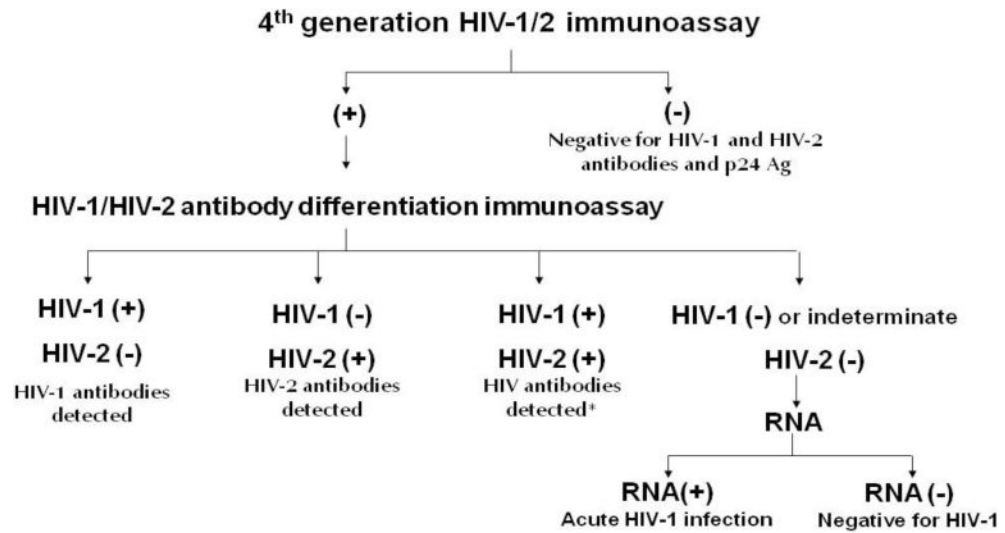 4th generation HIV-1/2 immunoassay
(+)
(-)
Negative for HIV-1 and HIV-2
antibodies and p24 Ag
HIV-1/HIV-2 antibody differentiation immunoassay
HIV-1 (+)
HIV-2 (-)
HIV-1 antibodies
detected
HIV-1 (-)
HIV-2 (+)
HIV-2 antibodies
detected
HIV-1 (+)
HIV-2 (+)
HIV antibodies
detected*
HIV-1 (-) or indeterminate
HIV-2 (-)
RNA
RNA(+)
Acute HIV-1 infection
RNA (-)
Negative for HIV-1